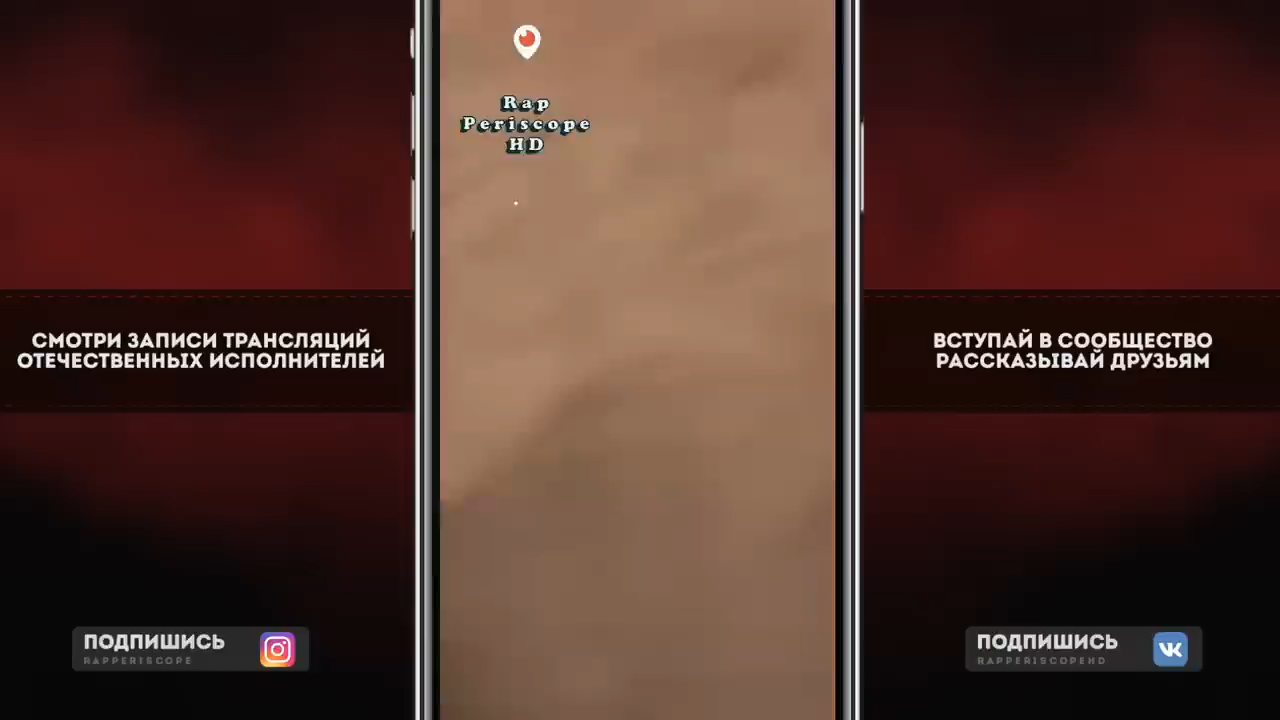 Rap
Periscope
HD
СМОТРИ ЗАПИСИ ТРАНСЛЯЦИЙ
ОТЕЧЕСТВЕННЫХ ИСПОЛНИТЕЛЕЙ
ВСТУПАЙ В СООБЩЕСТВО
РАССКАЗЫВАЙ ДРУЗЬЯМ
ПОДПИШИСЬ
RAPPERISCOPE
ПОДПИШИСЬ
RAPPERISCOPEHD